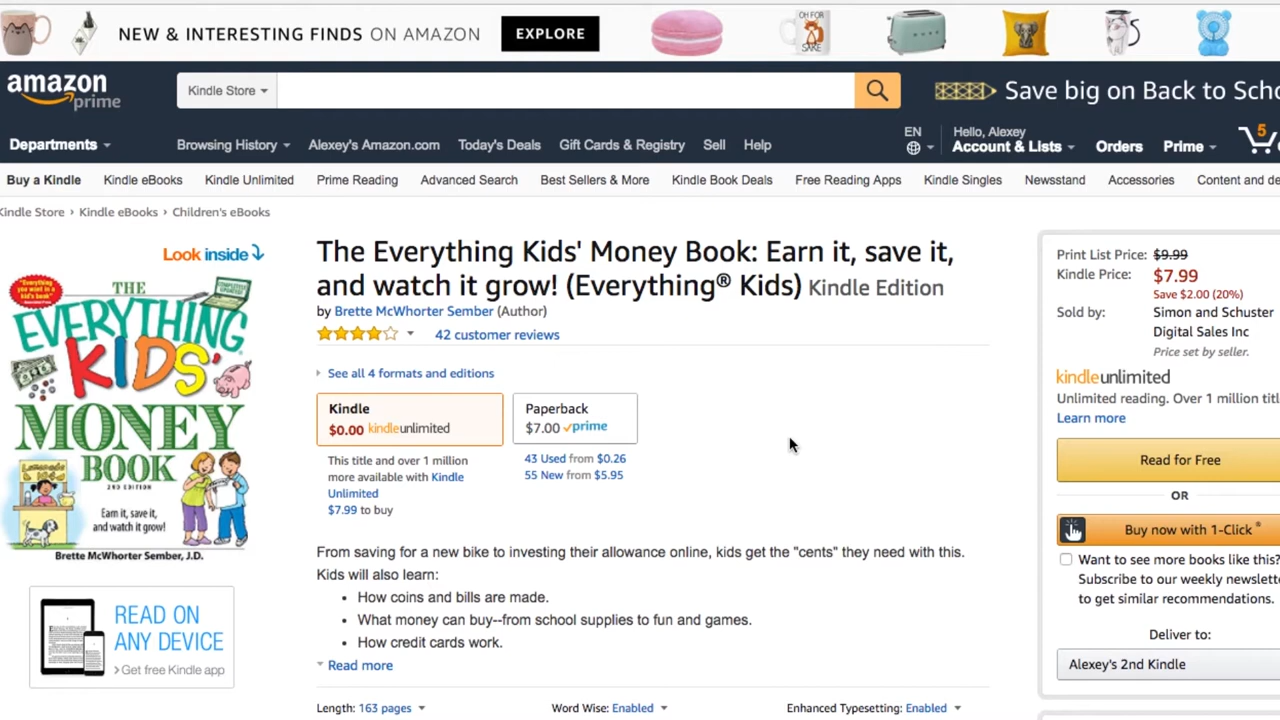 OH FOR
SAKE
NEW & INTERESTING FINDS ON AMAZON
EXPLORE
amazon
prime
Kindle Store
Save big on Back to Scho
Departments
Browsing History
Alexey's Amazon.com
Today's Deals
Gift Cards & Registry
Sell
Help
EN
Hello, Alexey
Account & Lists
Orders
Prime
5
Buy a Kindle
Kindle eBooks
Kindle Unlimited
Prime Reading
Advanced Search
Best Sellers & More
Kindle Book Deals
Free Reading Apps
Kindle Singles
Newsstand
Accessories
Content and de
Kindle Store › Kindle eBooks › Children's eBooks
Look inside
Everything
you want in a
kid's book
THE
EVERYTHING
KIDS'
MONEY
BOOK
2ND EDITION
Lemonade
Earn it, save it,
and watch it grow!
Brette McWhorter Sember, J.D.
READ ON
ANY DEVICE
›Get free Kindle app
The Everything Kids' Money Book: Earn it, save it,
and watch it grow! (Everything® Kids) Kindle Edition
by Brette McWhorter Sember (Author)
42 customer reviews
See all 4 formats and editions
Kindle
$0.00 kindleunlimited
This title and over 1 million
more available with Kindle
Unlimited
$7.99 to buy
Paperback
$7.00 prime
43 Used from $0.26
55 New from $5.95
From saving for a new bike to investing their allowance online, kids get the "cents" they need with this.
Kids will also learn:
• How coins and bills are made.
• What money can buy--from school supplies to fun and games.
• How credit cards work.
Read more
Length: 163 pages
Word Wise: Enabled
Enhanced Typesetting: Enabled
Print List Price: $9.99
Kindle Price: $7.99
Save $2.00 (20%)
Sold by: Simon and Schuster
Digital Sales Inc
Price set by seller.
kindleunlimited
Unlimited reading. Over 1 million titl
Learn more
Read for Free
OR
Buy now with 1-Click ®
Want to see more books like this?
Subscribe to our weekly newslette
to get similar recommendations.
Deliver to:
Alexey's 2nd Kindle